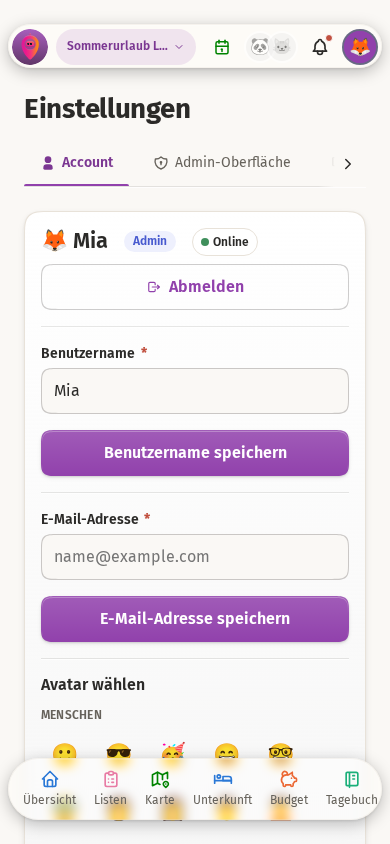 Sommerurlaub L...
Einstellungen
Account
Admin-Oberfläche
Mia
Admin
Online
Abmelden
Benutzername *
Mia
Benutzername speichern
E-Mail-Adresse *
name@example.com
E-Mail-Adresse speichern
Avatar wählen
MENSCHEN
Übersicht
Listen
Karte
Unterkunft
Budget
Tagebuch